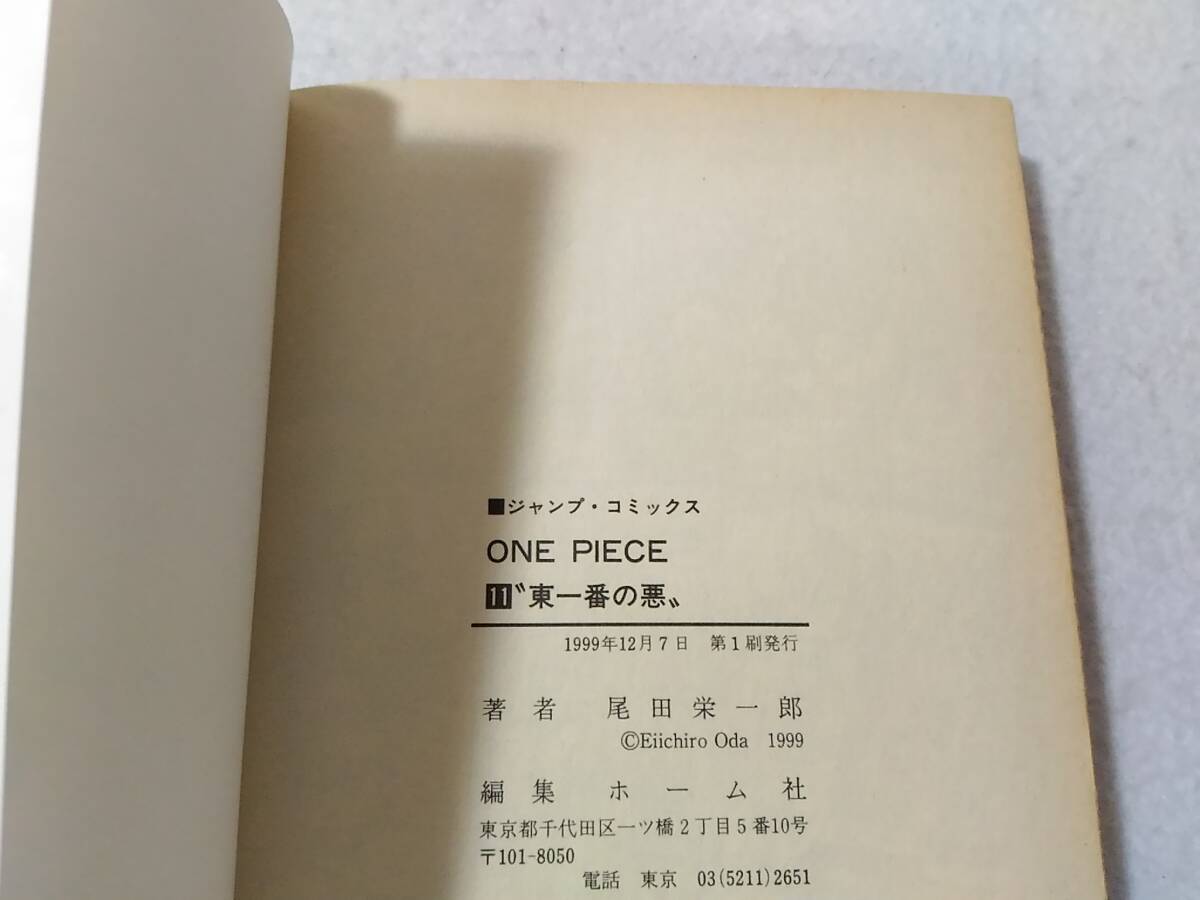 ■ジャンプ・コミックス
ONE PIECE
11〝東一番の悪〟
1999年12月7日 第1刷発行
著者 尾田栄一郎
©Eiichiro Oda 1999
編集 ホーム社
東京都千代田区一ツ橋2丁目5番10号
〒101-8050
電話 東京 03(5211)2651